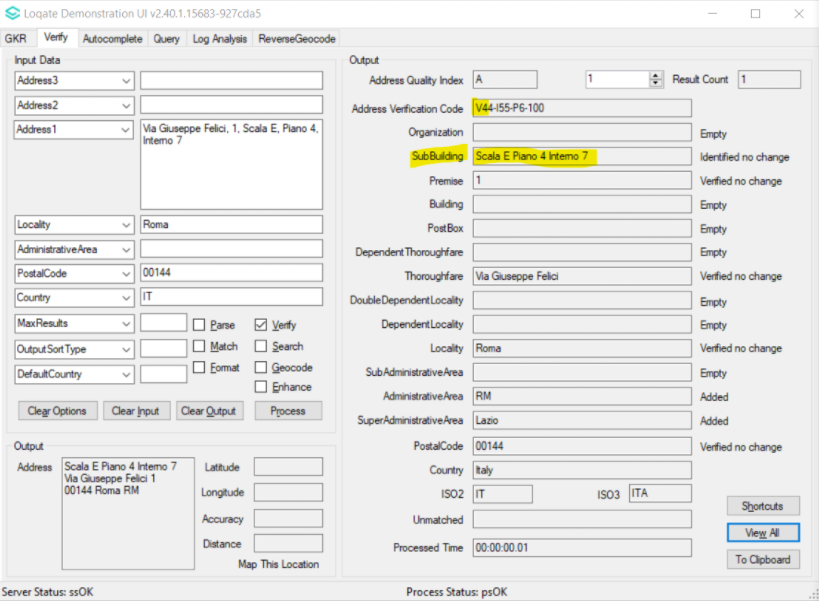 Loqate Demonstration UI v2.40.1.15683-927cda5
GKR Verify Autocomplete Query Log Analysis ReverseGeocode
Input Data
Address3
Address2
Address1 Via Giuseppe Felici, 1, Scala E, Piano 4,
Interno 7
Locality Roma
AdministrativeArea
PostalCode 00144
Country IT
MaxResults Parse Verify
OutputSortType Match Search
DefaultCountry Format Geocode
Enhance
Clear Options Clear Input Clear Output Process
Output
Address Scala E Piano 4 Interno 7
Via Giuseppe Felici 1
00144 Roma RM
Latitude
Longitude
Accuracy
Distance
Map This Location
Output
Address Quality Index A 1 Result Count 1
Address Verification Code V44-I55-P6-100
Organization Empty
SubBuilding Scala E Piano 4 Interno 7 Identified no change
Premise 1 Verified no change
Building Empty
PostBox Empty
DependentThoroughfare Empty
Thoroughfare Via Giuseppe Felici Verified no change
DoubleDependentLocality Empty
DependentLocality Empty
Locality Roma Verified no change
SubAdministrativeArea Empty
AdministrativeArea RM Added
SuperAdministrativeArea Lazio Added
PostalCode 00144 Verified no change
Country Italy
ISO2 IT ISO3 ITA
Unmatched
Processed Time 00:00:00.01
Shortcuts
View All
To Clipboard
Server Status: ssOK Process Status: psOK